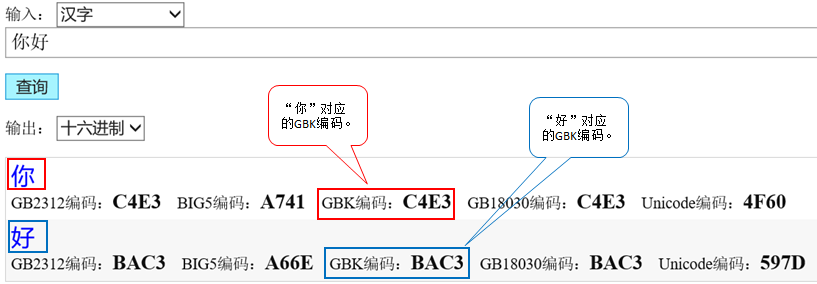 输入： 汉字
你好
查询
“你”对应
的GBK编码。
“好”对应
的GBK编码。
输出： 十六进制
你
GB2312编码：C4E3 BIG5编码：A741 GBK编码：C4E3 GB18030编码：C4E3 Unicode编码：4F60
好
GB2312编码：BAC3 BIG5编码：A66E GBK编码：BAC3 GB18030编码：BAC3 Unicode编码：597D